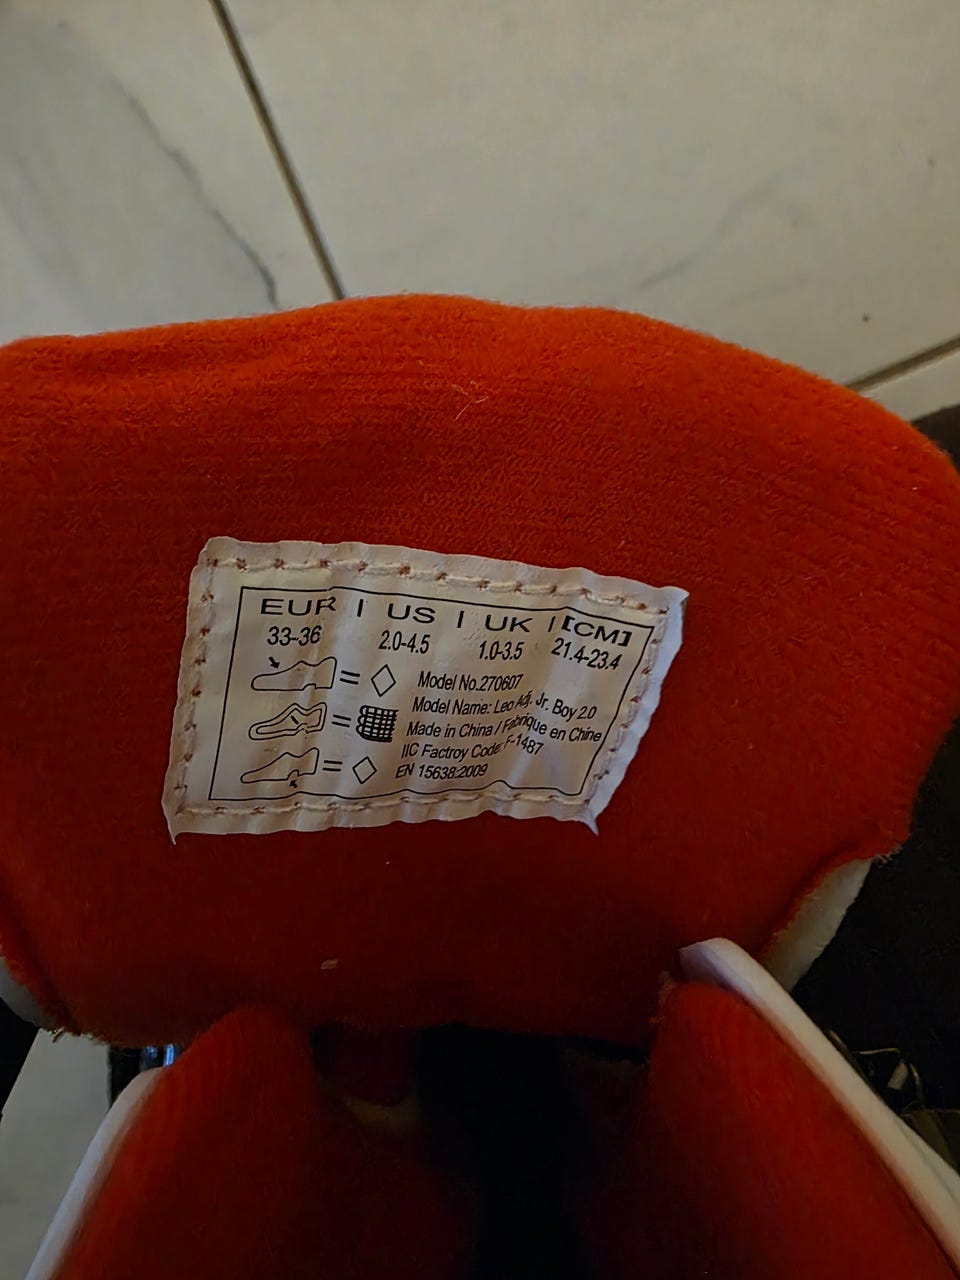 EUR | US | UK | [CM]
33-36 2.0-4.5 1.0-3.5 21.4-23.4
Model No.270607
Model Name: Leo Adj. Jr. Boy 2.0
Made in China / Fabrique en Chine
IIC Factroy Code: F-1487
EN 15638:2009